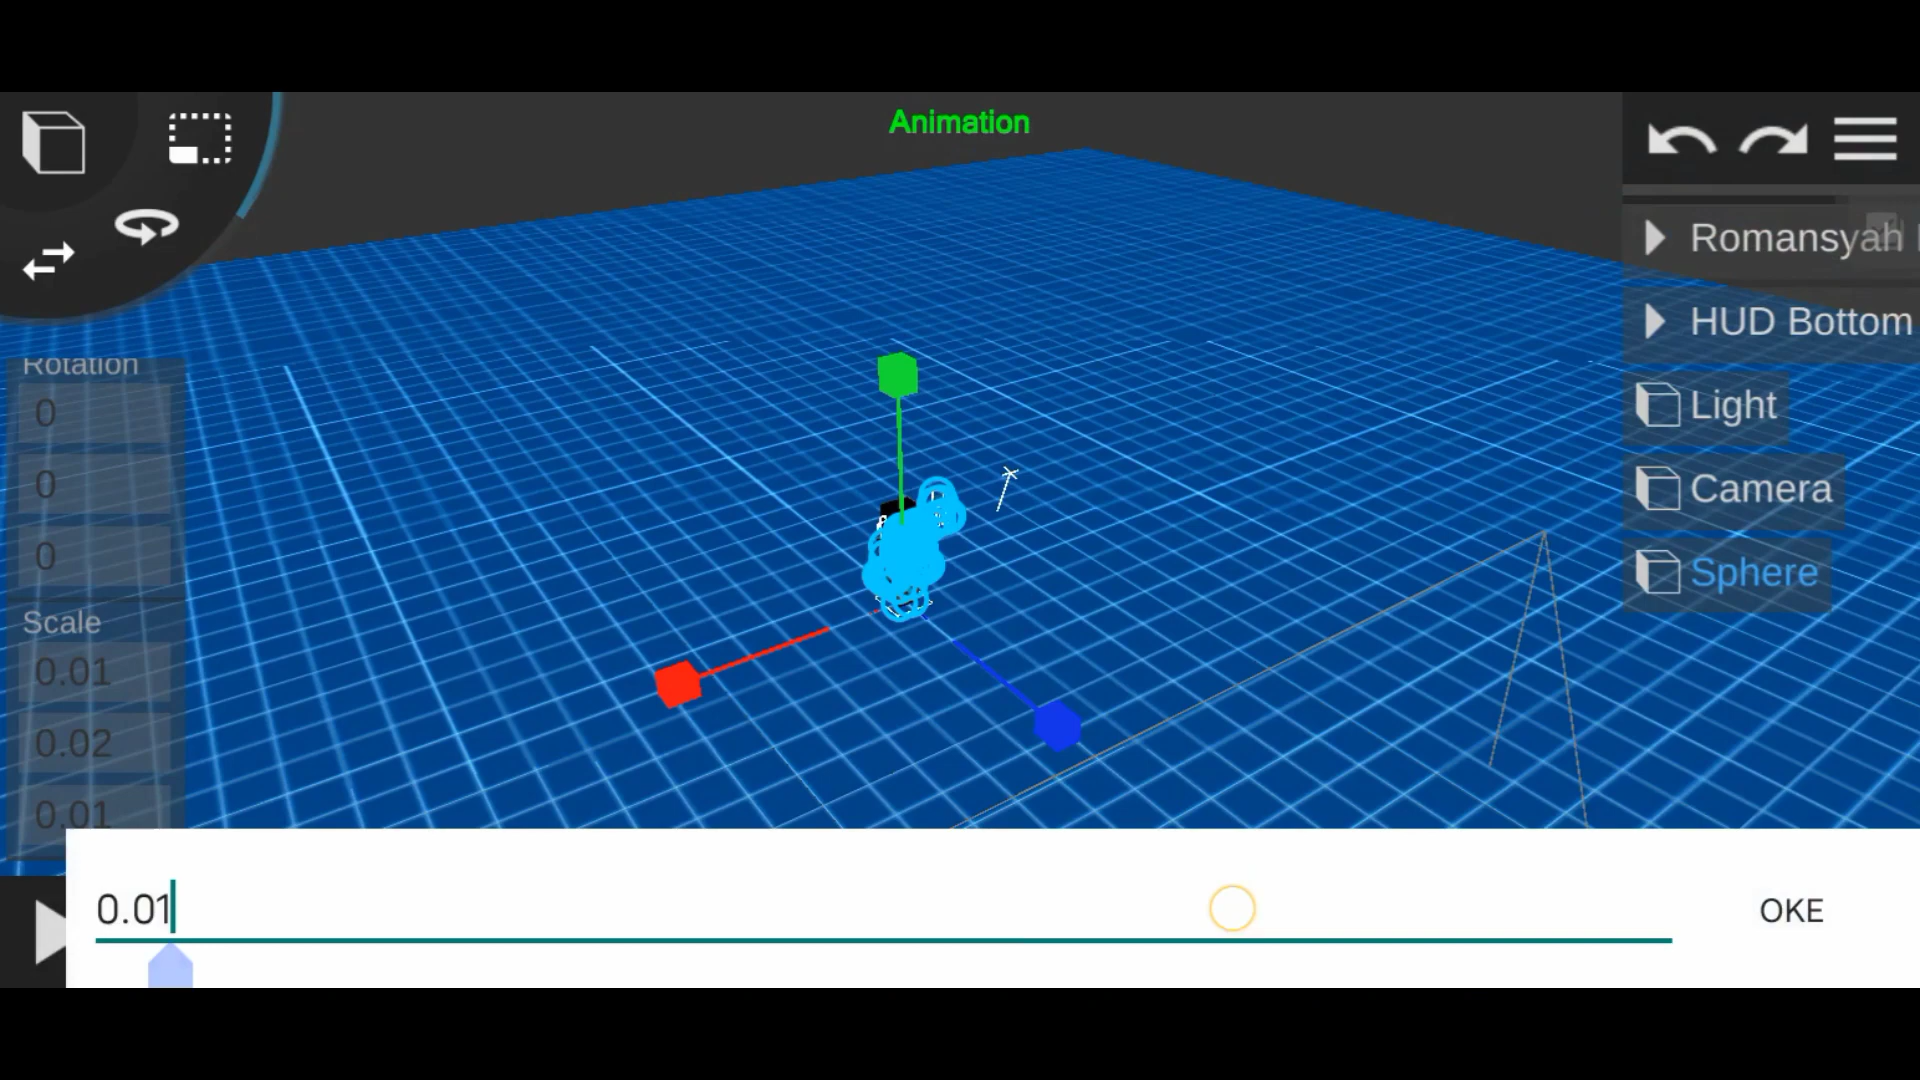 Animation
Romansyah
HUD Bottom
Light
Camera
Sphere
Rotation
0
0
0
Scale
0.01
0.02
0.01
0.01
OKE